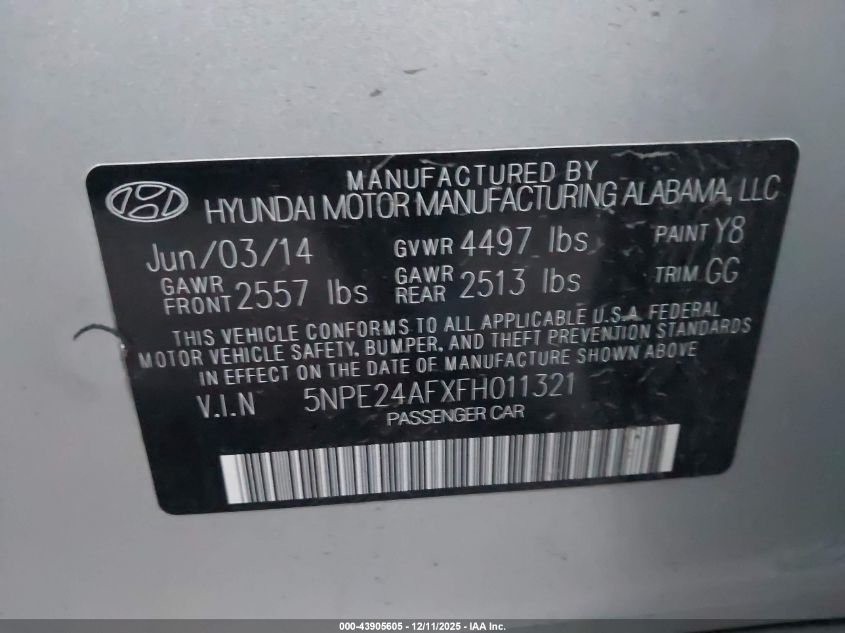 MANUFACTURED BY
HYUNDAI MOTOR MANUFACTURING ALABAMA, LLC
Jun/03/14 GVWR 4497 lbs PAINT Y8
GAWR FRONT 2557 lbs GAWR REAR 2513 lbs TRIM GG
THIS VEHICLE CONFORMS TO ALL APPLICABLE U.S.A. FEDERAL
MOTOR VEHICLE SAFETY, BUMPER, AND THEFT PREVENTION STANDARDS
IN EFFECT ON THE DATE OF MANUFACTURE SHOWN ABOVE
V.I.N 5NPE24AFXFH011321
PASSENGER CAR
000-43905605 - 12/11/2025 - IAA Inc.